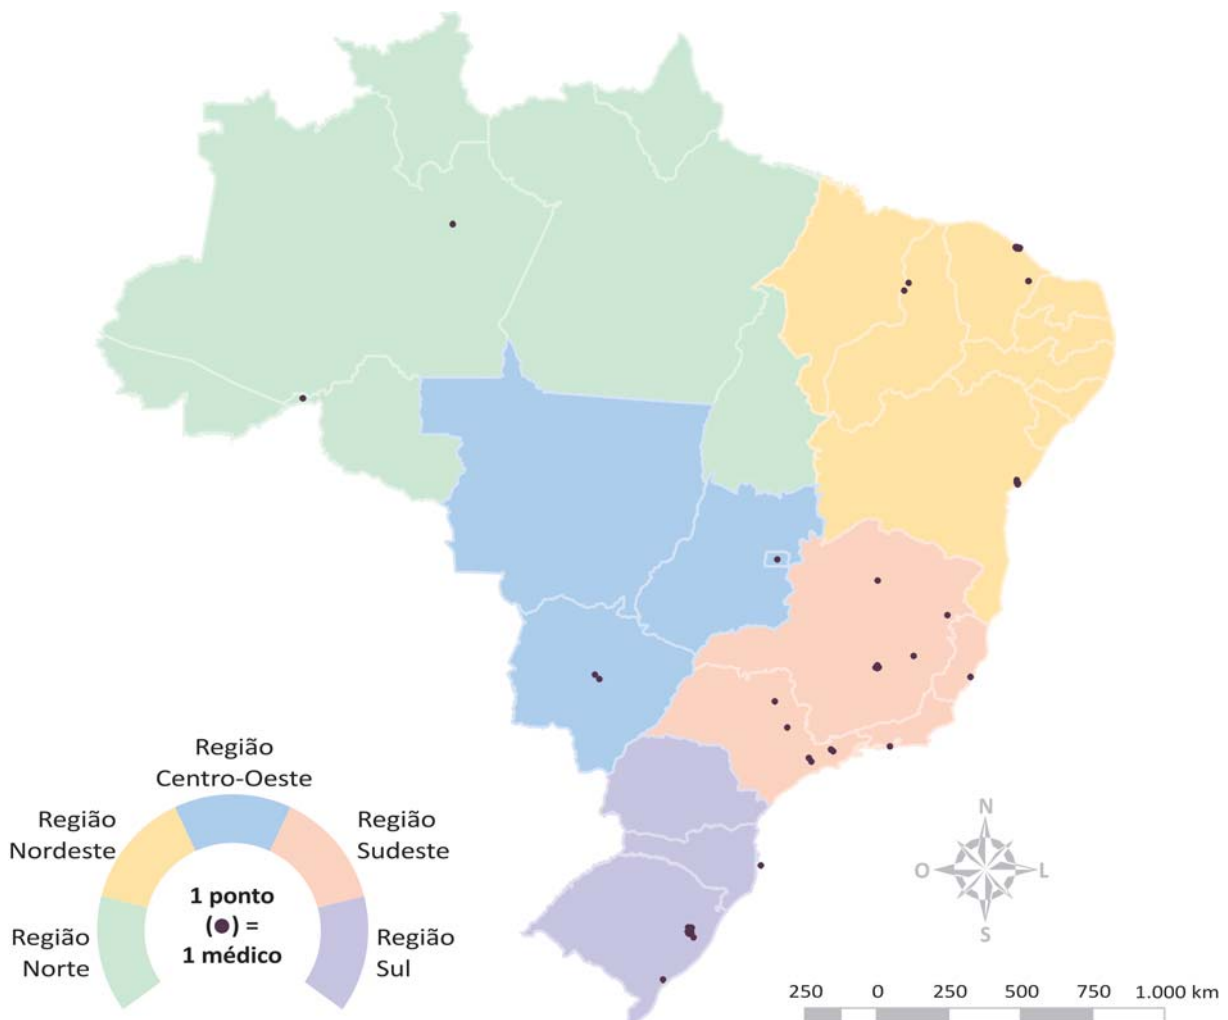 Região
Centro-Oeste
Região
Nordeste
Região
Sudeste
1 ponto
(●) =
1 médico
Região
Norte
Região
Sul
N
O
L
S
250 0 250 500 750 1.000 km